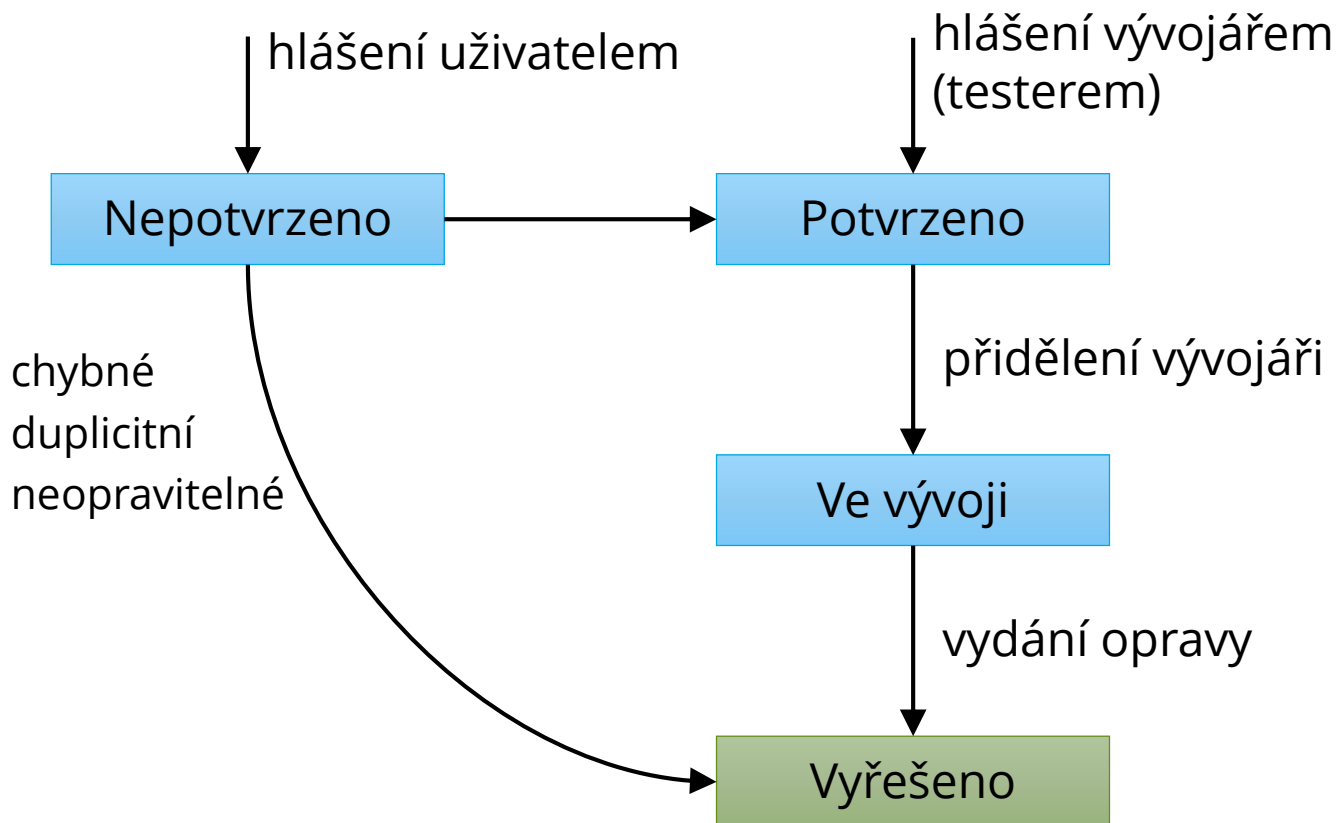 hlášení uživatelem
hlášení vývojářem
(testerem)
Nepotvrzeno
Potvrzeno
chybné
duplicitní
neopravitelné
přidělení vývojáři
Ve vývoji
vydání opravy
Vyřešeno